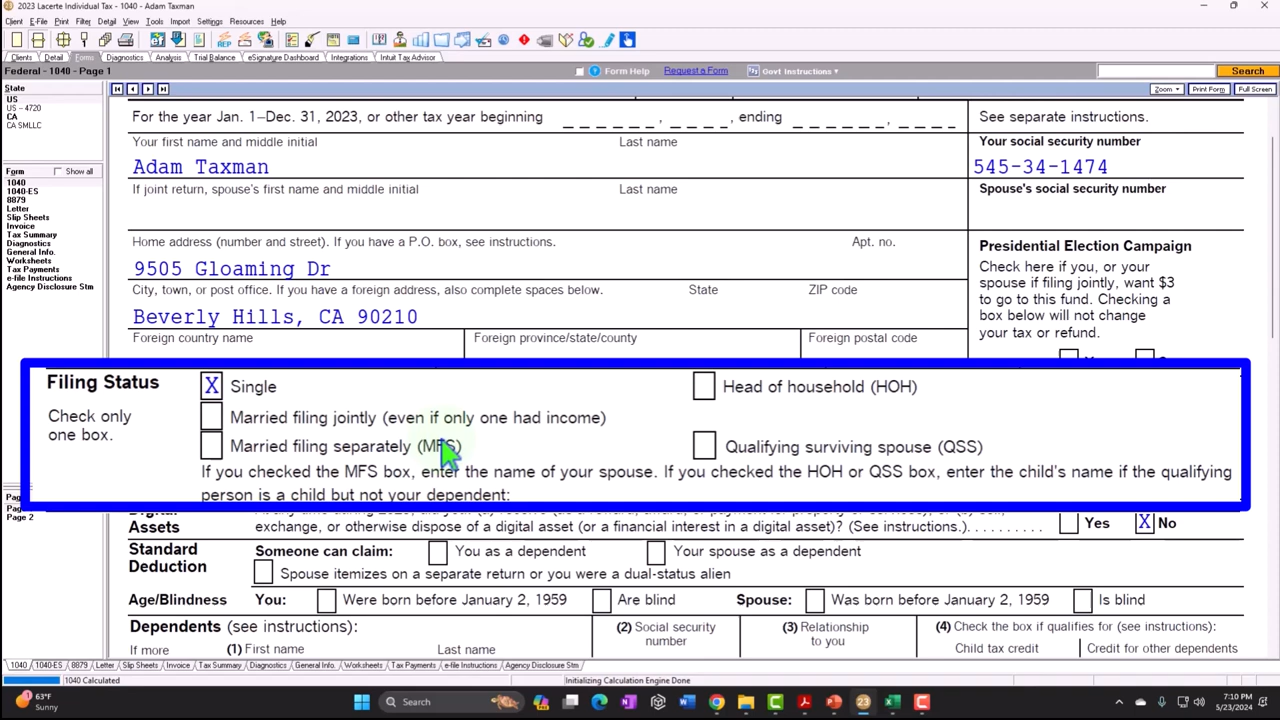 2023 Lacerte Individual Tax - 1040 - Adam Taxman
Client E-File Print Filter Detail View Tools Import Settings Resources Help
Clients Detail Forms Diagnostics Analysis Trial Balance eSignature Dashboard Integrations Intuit Tax Advisor
Federal - 1040 - Page 1
Form Help Request a Form Govt Instructions Search
State
US
US - 4720
CA
CA SMLLC
Zoom Print Form Full Screen
Form Show all
1040
1040-ES
8879
Letter
Slip Sheets
Invoice
Tax Summary
Diagnostics
General Info.
Worksheets
Tax Payments
e-file Instructions
Agency Disclosure Stm
Page 2
For the year Jan. 1–Dec. 31, 2023, or other tax year beginning , , ending , See separate instructions.
Your first name and middle initial Last name Your social security number
Adam Taxman 545-34-1474
If joint return, spouse's first name and middle initial Last name Spouse's social security number
Home address (number and street). If you have a P.O. box, see instructions. Apt. no.
9505 Gloaming Dr
City, town, or post office. If you have a foreign address, also complete spaces below. State ZIP code
Beverly Hills, CA 90210
Foreign country name Foreign province/state/county Foreign postal code
Presidential Election Campaign
Check here if you, or your
spouse if filing jointly, want $3
to go to this fund. Checking a
box below will not change
your tax or refund.
Filing Status X Single Head of household (HOH)
Check only
one box.
Married filing jointly (even if only one had income)
Married filing separately (MFS) Qualifying surviving spouse (QSS)
If you checked the MFS box, enter the name of your spouse. If you checked the HOH or QSS box, enter the child's name if the qualifying
person is a child but not your dependent:
Digital
Assets exchange, or otherwise dispose of a digital asset (or a financial interest in a digital asset)? (See instructions.) . . . . . . . . . . Yes X No
Standard
Deduction
Someone can claim: You as a dependent Your spouse as a dependent
Spouse itemizes on a separate return or you were a dual-status alien
Age/Blindness You: Were born before January 2, 1959 Are blind Spouse: Was born before January 2, 1959 Is blind
Dependents (see instructions): (2) Social security number (3) Relationship to you (4) Check the box if qualifies for (see instructions):
If more (1) First name Last name Child tax credit Credit for other dependents
1040 1040-ES 8879 Letter Slip Sheets Invoice Tax Summary Diagnostics General Info. Worksheets Tax Payments e-file Instructions Agency Disclosure Stm
1040 Calculated Initializing Calculation Engine Done
63°F
Sunny
Search
23
7:10 PM
5/23/2024